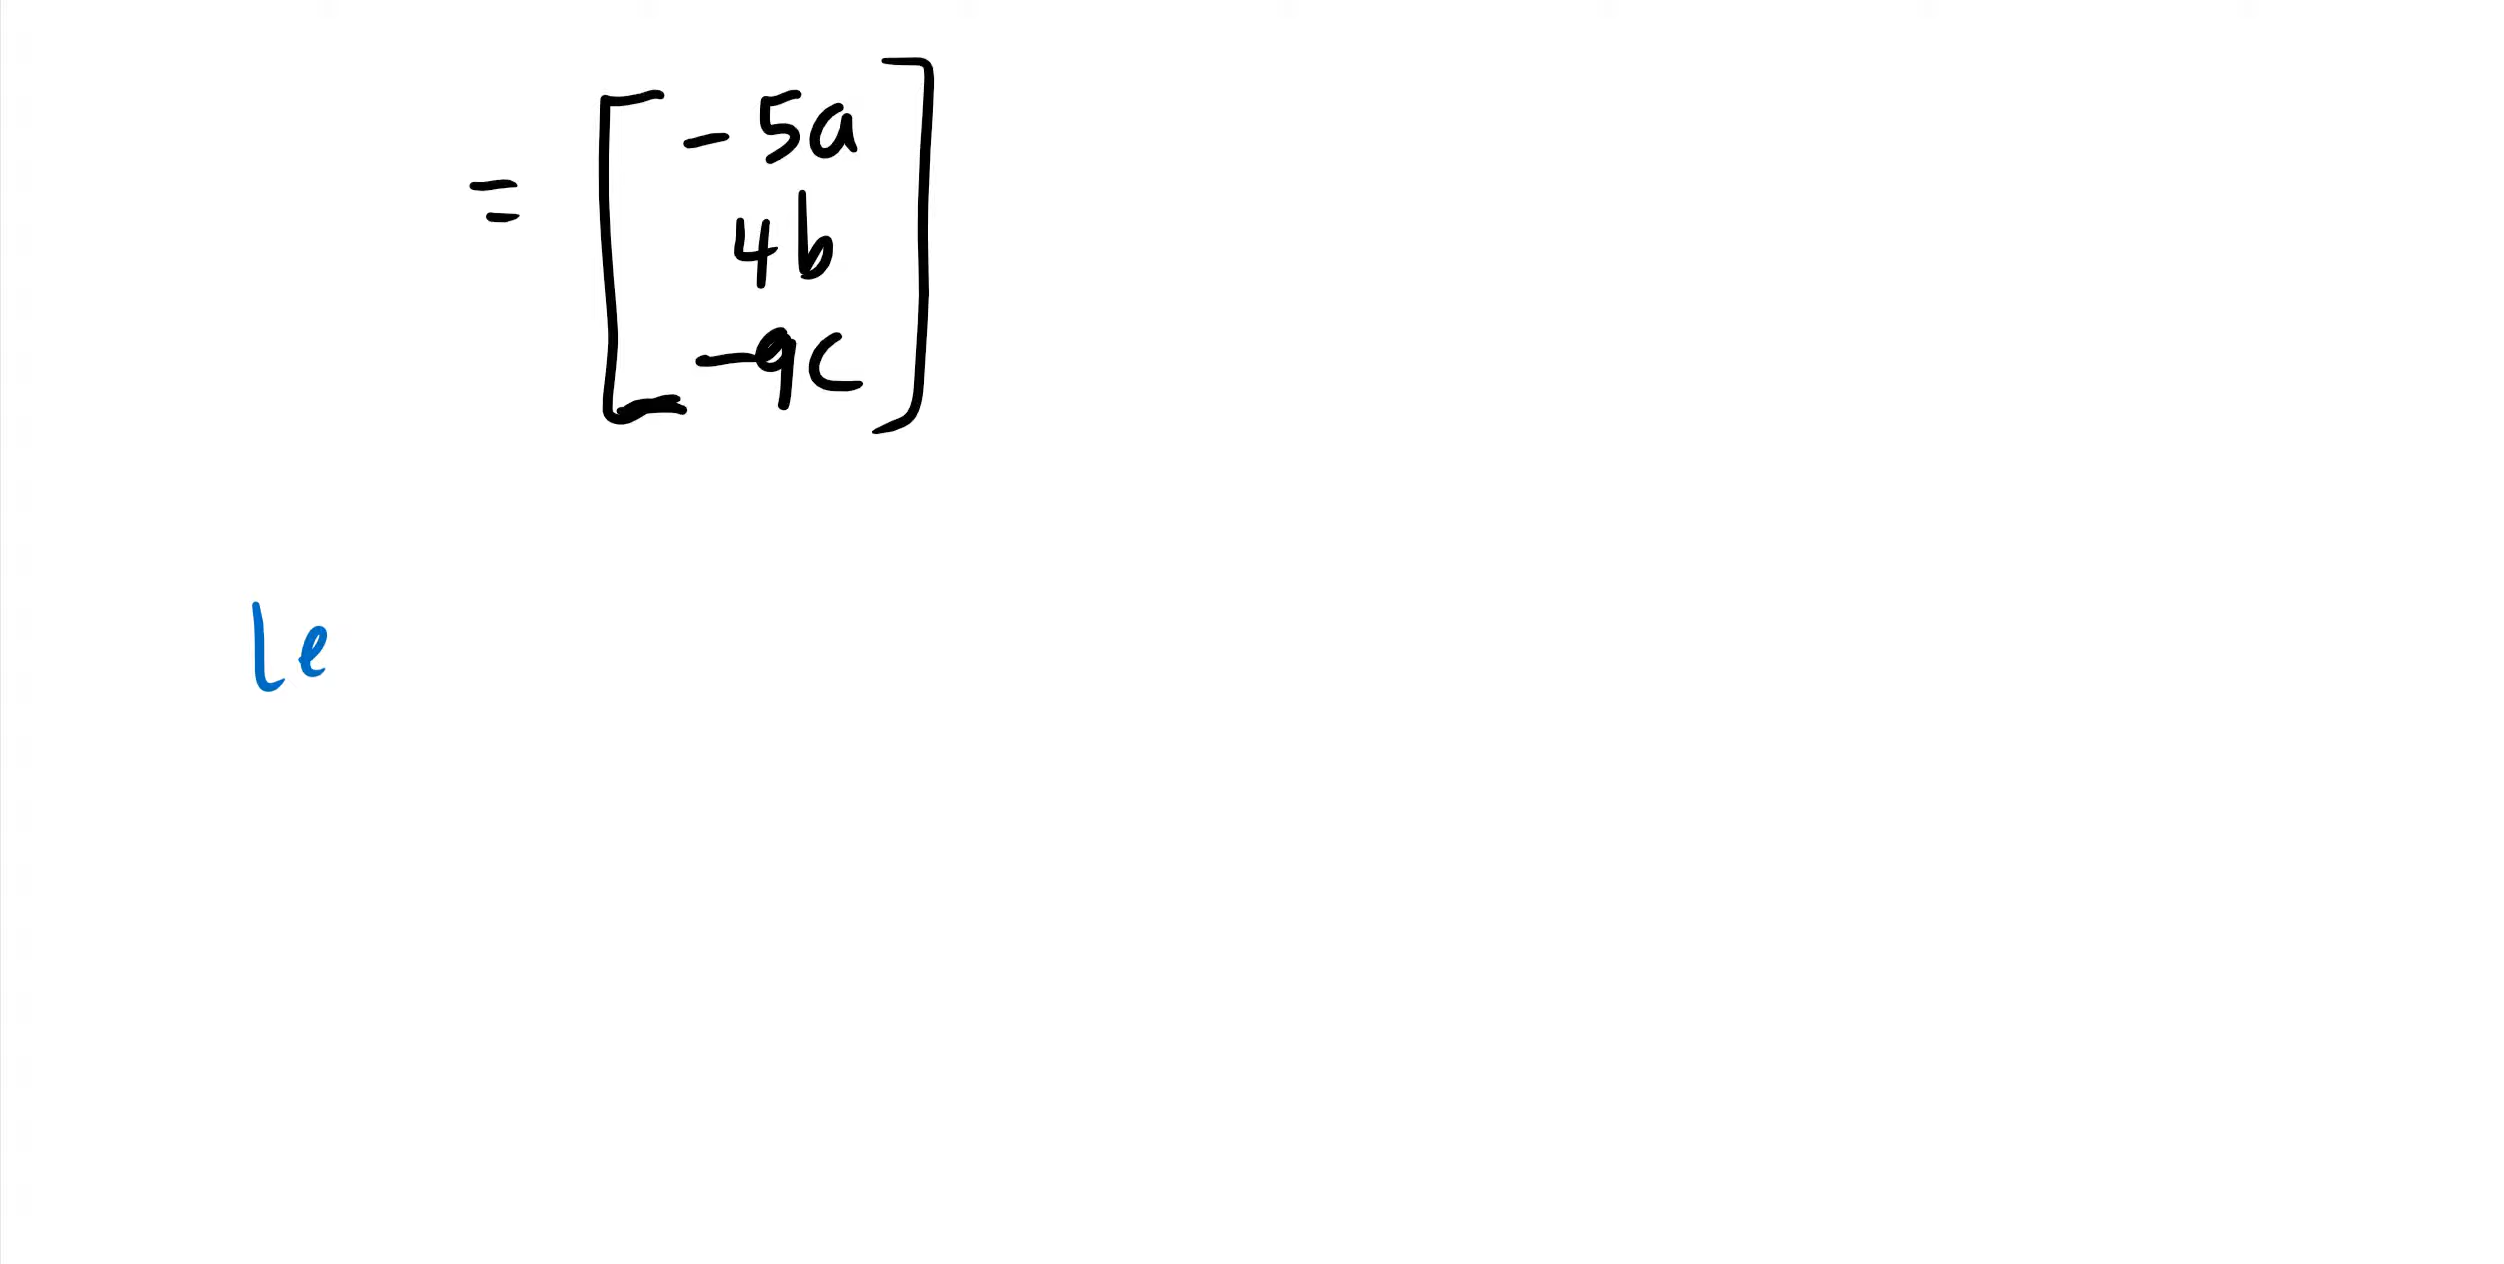 = [ - 5a
4b
- 9c ]
le